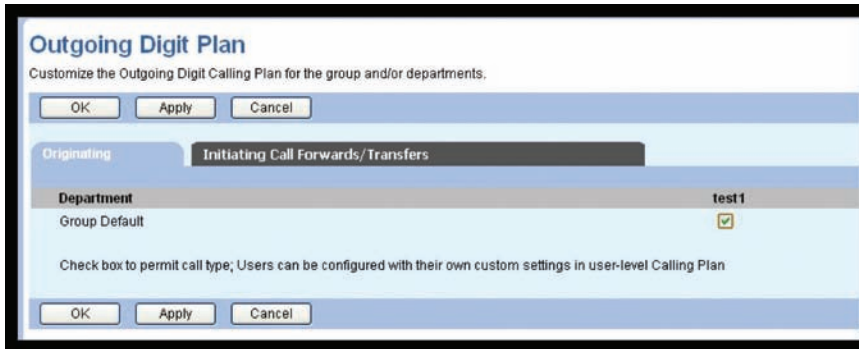 Outgoing Digit Plan
Customize the Outgoing Digit Calling Plan for the group and/or departments.
OK Apply Cancel
Originating Initiating Call Forwards/Transfers
Department test1
Group Default
Check box to permit call type; Users can be configured with their own custom settings in user-level Calling Plan
OK Apply Cancel